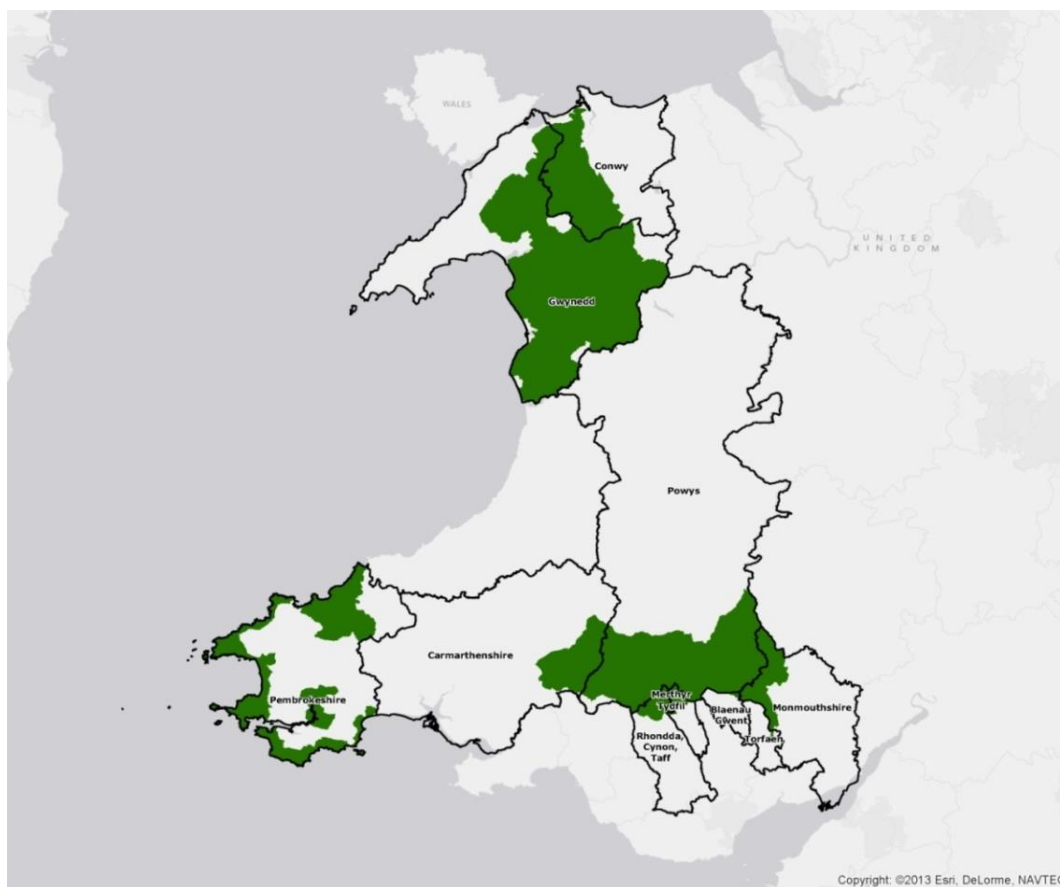 WALES
Conwy
UNITED
KINGDOM
Gwynedd
Powys
Carmarthenshire
Pembrokeshire
Merthyr
Tydfil
Blaenau
Gwent
Monmouthshire
Rhondda,
Cynon,
Taff
Torfaen
Copyright: ©2013 Esri, DeLorme, NAVTE